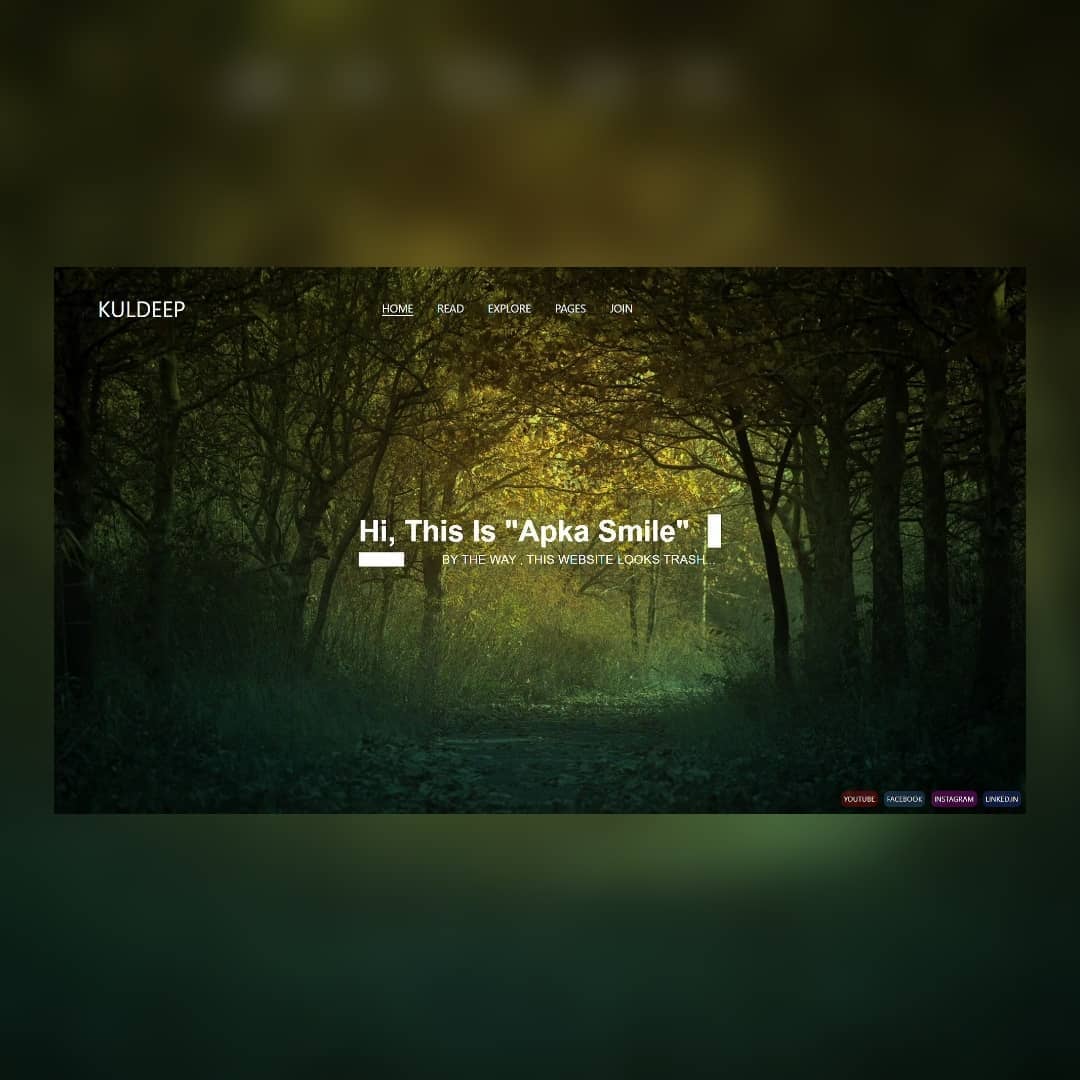 KULDEEP
HOME READ EXPLORE PAGES JOIN
Hi, This Is "Apka Smile"
BY THE WAY , THIS WEBSITE LOOKS TRASH...
YOUTUBE FACEBOOK INSTAGRAM LINKED.IN